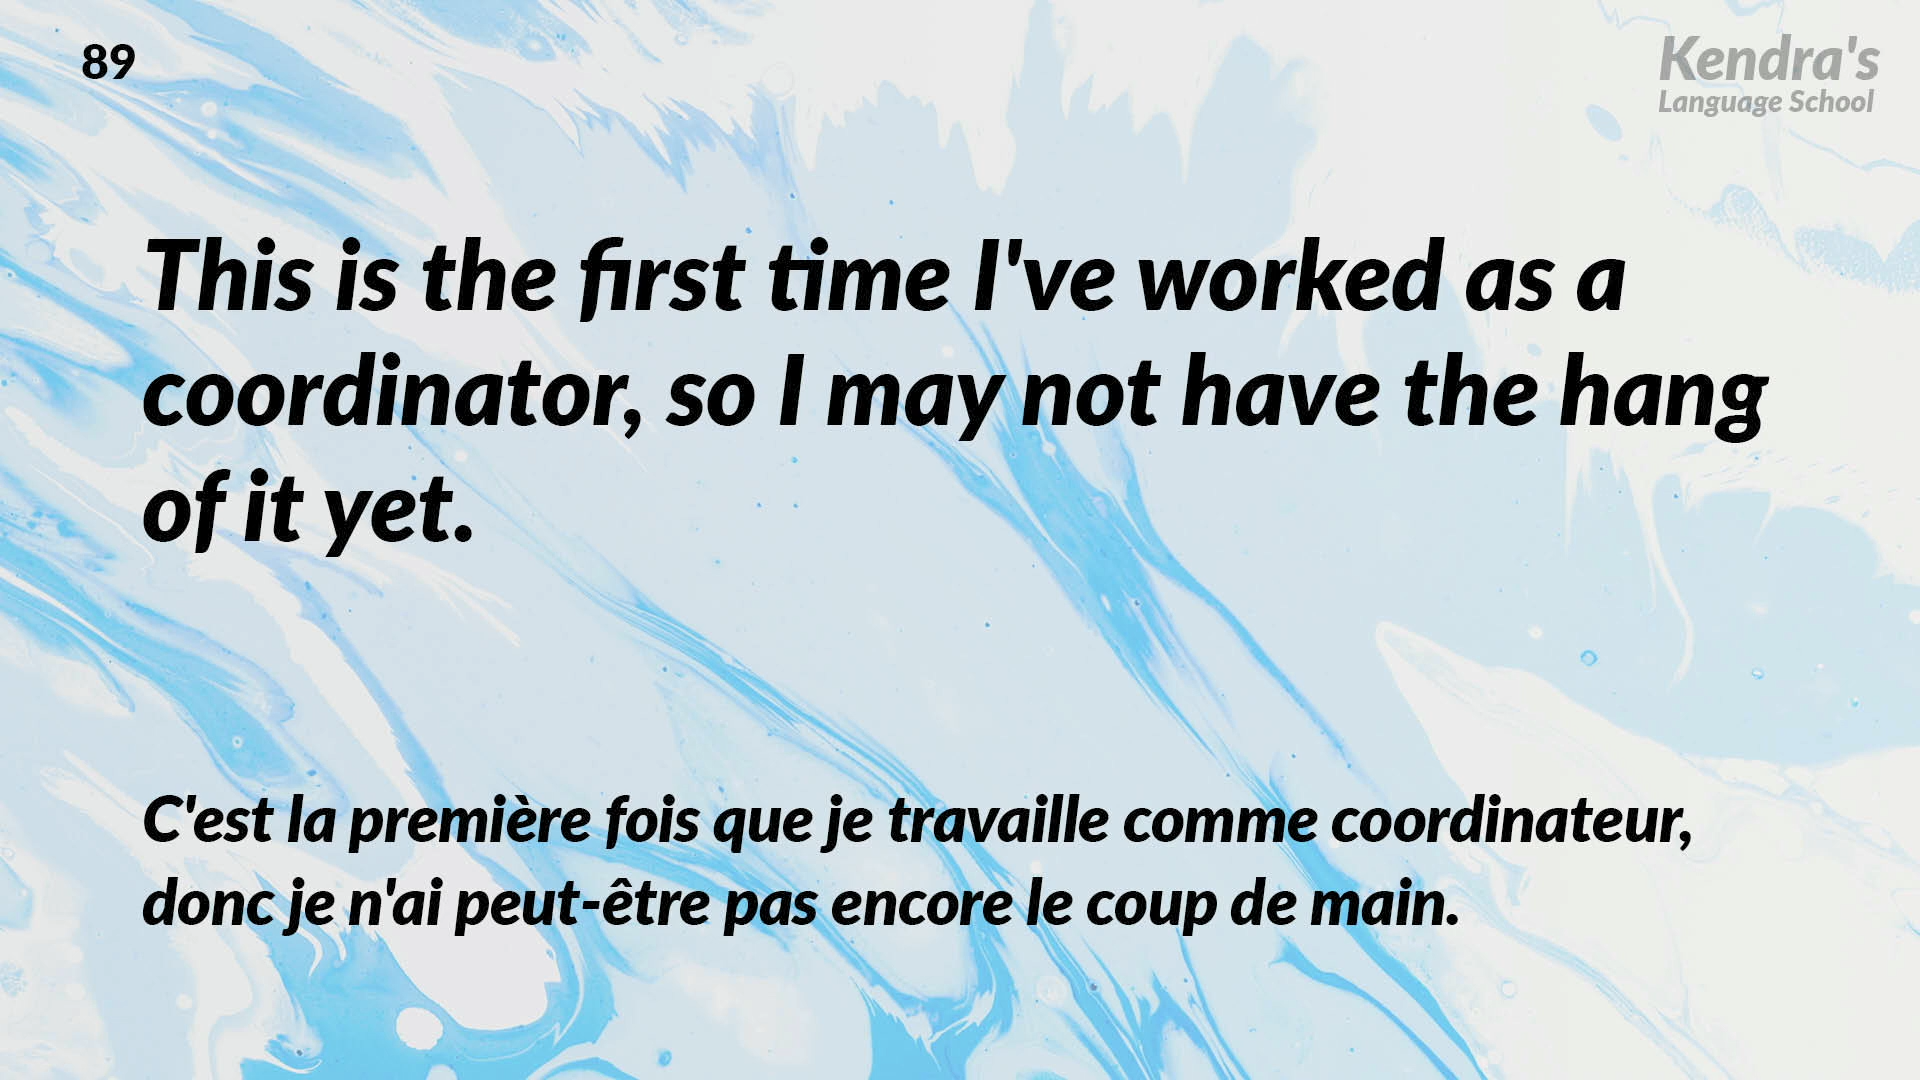 89
Kendra's
Language School
This is the first time I've worked as a
coordinator, so I may not have the hang
of it yet.
C'est la première fois que je travaille comme coordinateur,
donc je n'ai peut-être pas encore le coup de main.